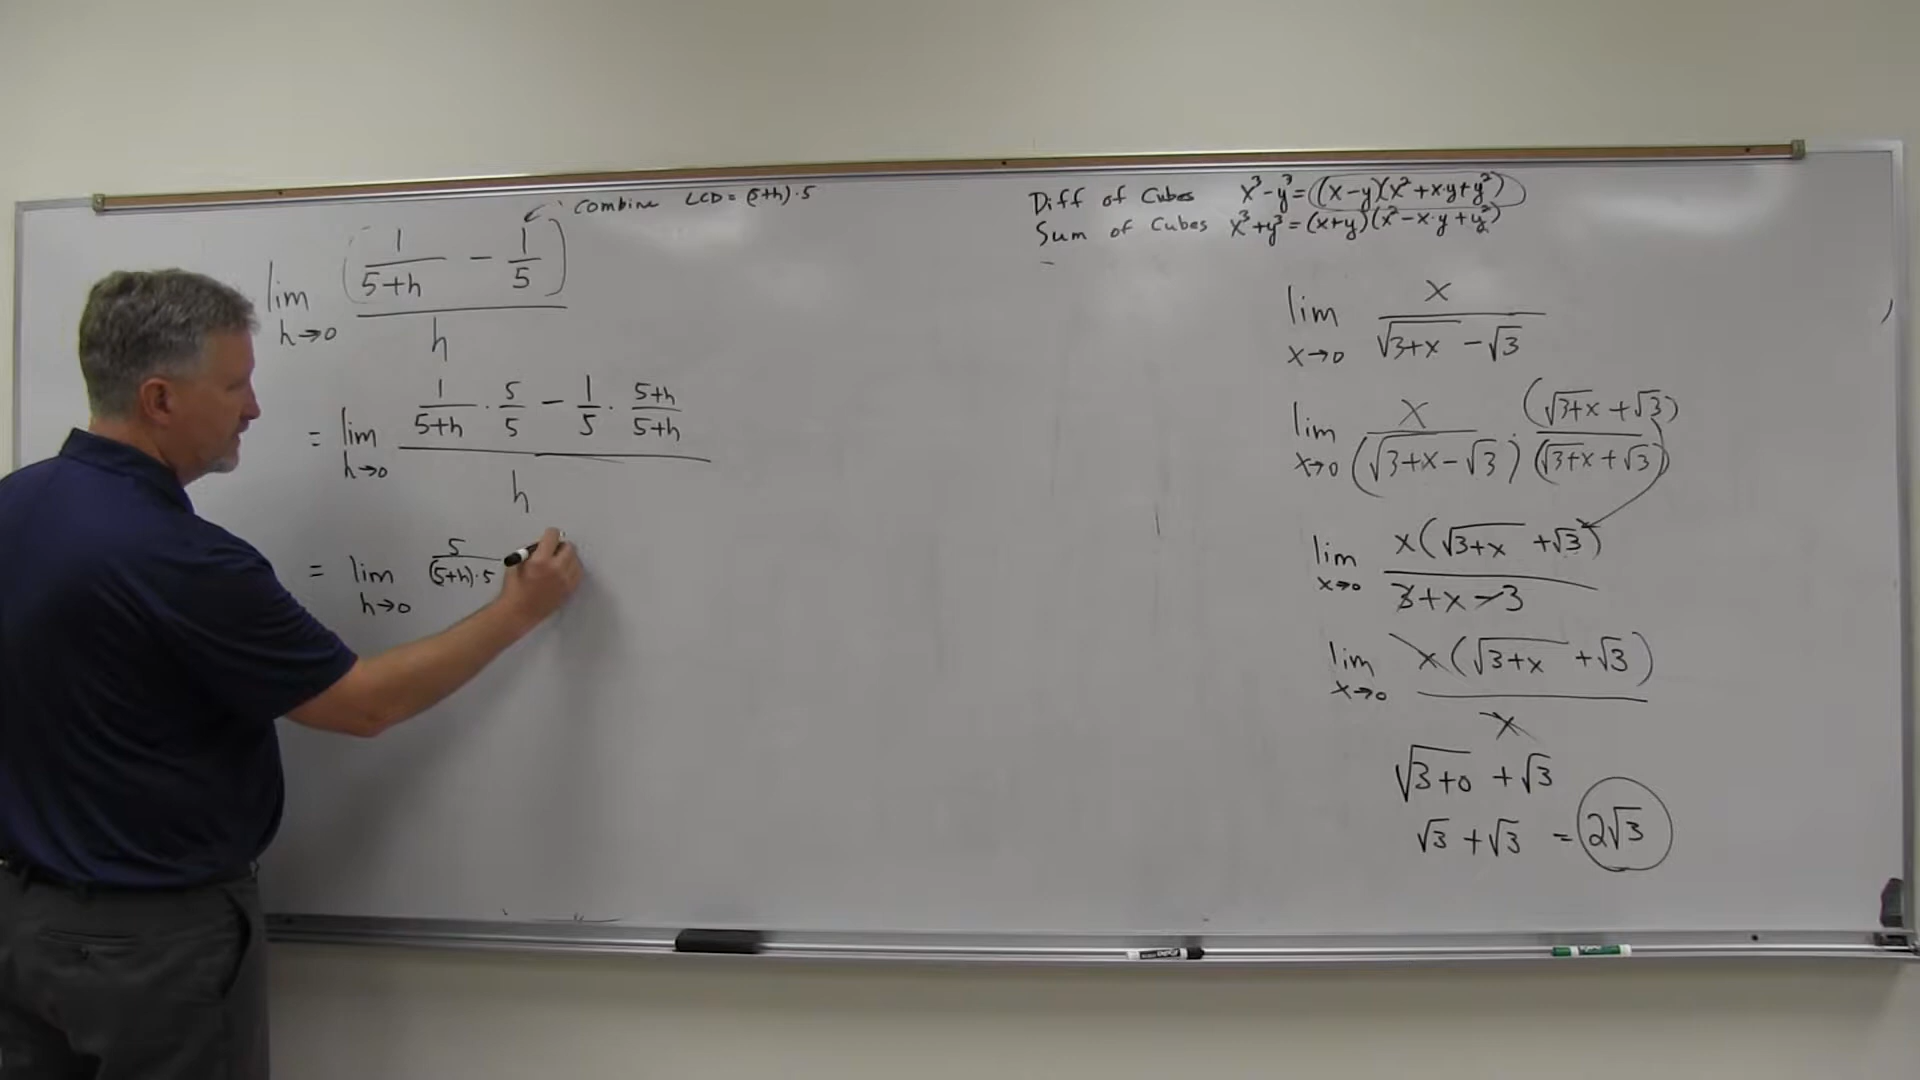 Combine LCD = (5+h)·5
lim h→0 (1/(5+h) − 1/5)/h
= lim h→0 (1/(5+h) · 5/5 − 1/5 · (5+h)/(5+h))/h
= lim h→0 5/((5+h)·5)
Diff of Cubes x³−y³=((x−y)(x²+x·y+y²)
Sum of Cubes x³+y³=(x+y)(x²−x·y+y²)
lim x→0 x/(√3+x − √3)
lim x→0 x/(√3+x − √3) · (√3+x + √3)/(√3+x + √3)
lim x→0 x(√3+x + √3)/(3+x−3)
lim x→0 x(√3+x + √3)/x
√3+0 + √3
√3 + √3 = 2√3